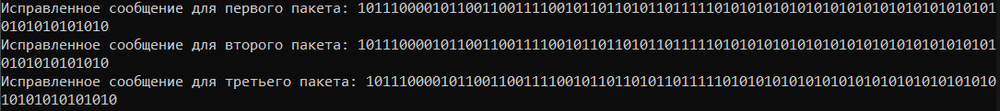 Исправленное сообщение для первого пакета: 10111000010110011001111001011011010110111110101010101010101010101010101010101
0101010101010
Исправленное сообщение для второго пакета: 10111000010110011001111001011011010110111110101010101010101010101010101010101
0101010101010
Исправленное сообщение для третьего пакета: 1011100001011001100111100101101101011011111010101010101010101010101010101010
10101010101010